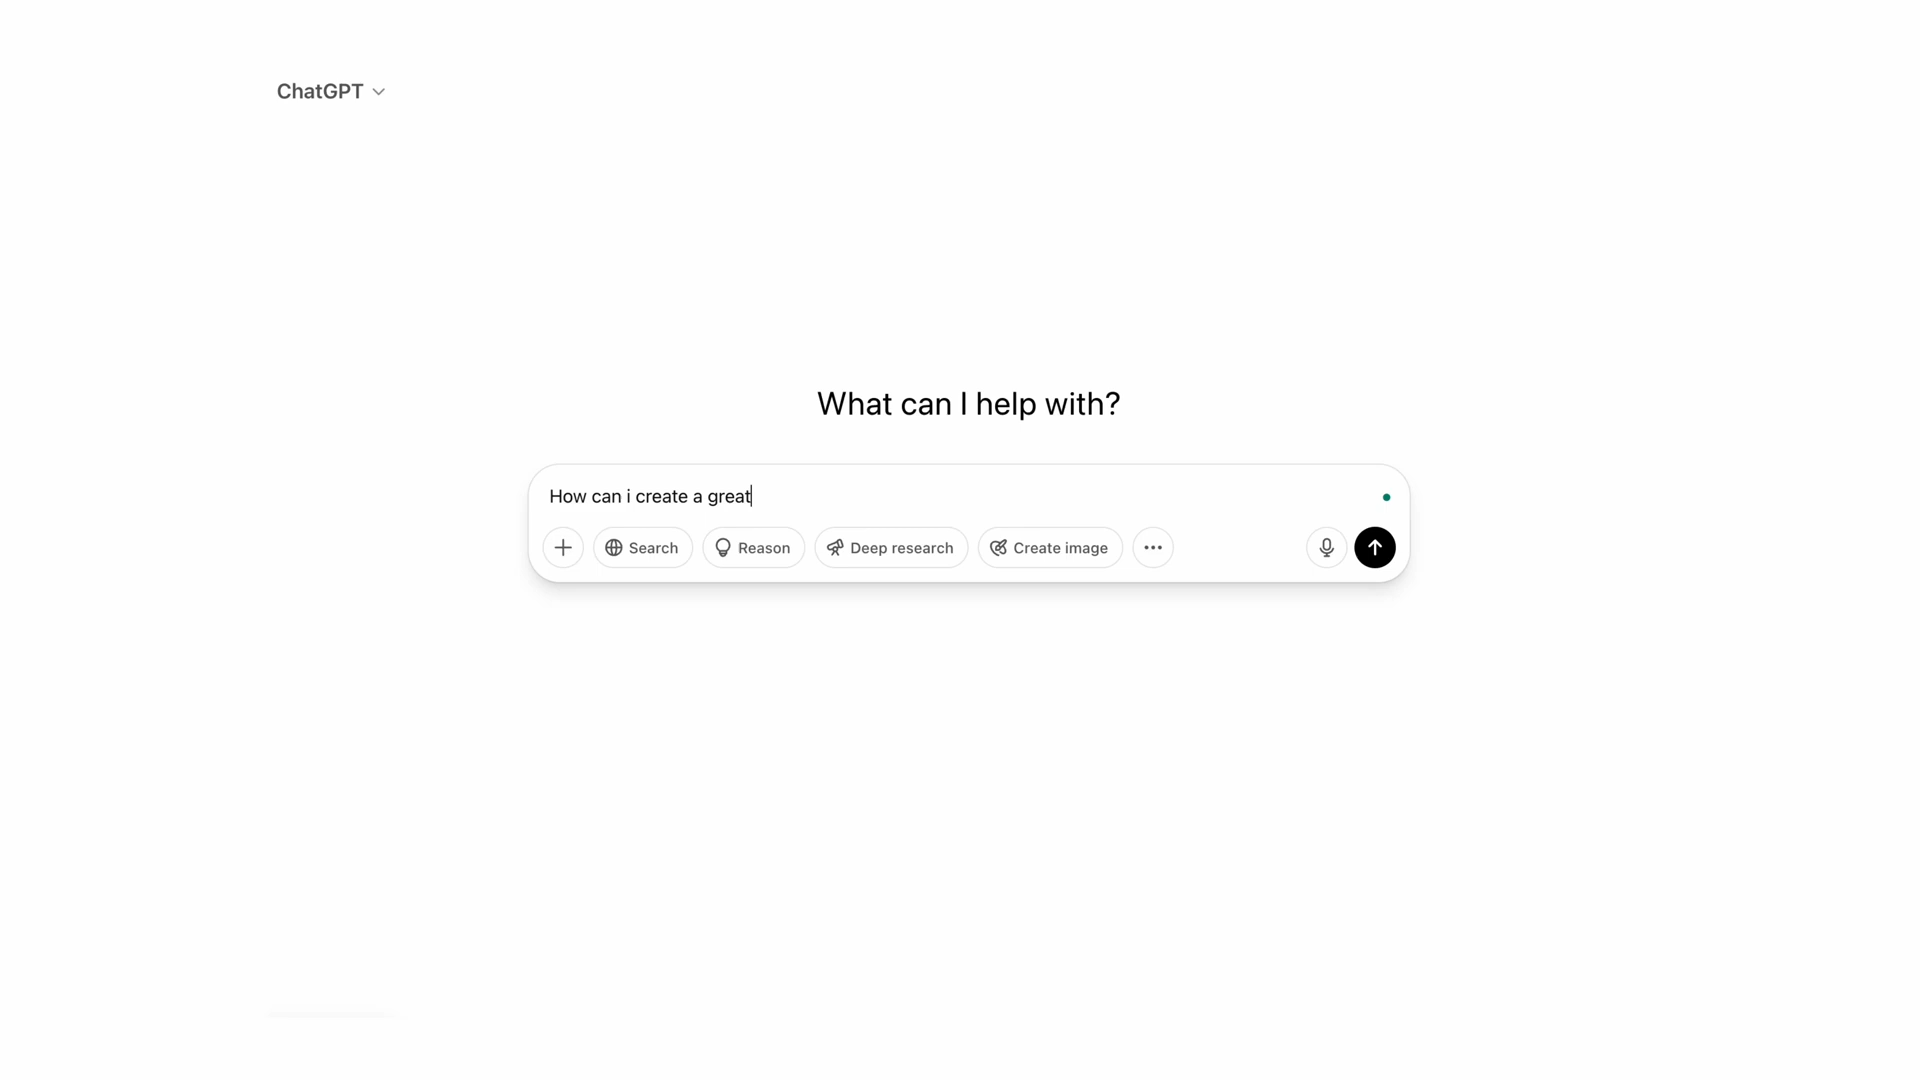 ChatGPT
What can I help with?
How can i create a great
Search
Reason
Deep research
Create image